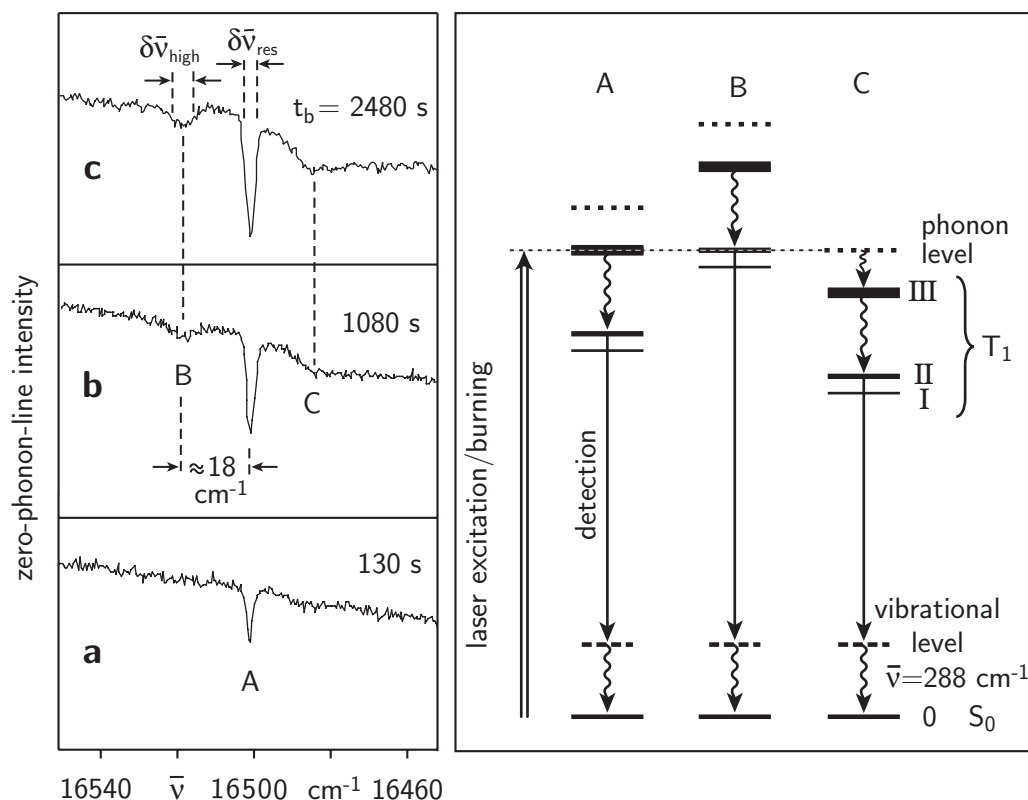 zero-phonon-line intensity
δν̄high
δν̄res
tb = 2480 s
c
1080 s
B
C
b
≈18
cm-1
130 s
a
A
16540
ν̄
16500
cm-1
16460
A
B
C
phonon
level
III
T1
II
I
laser excitation/burning
detection
vibrational
level
ν̄=288 cm-1
0
S0